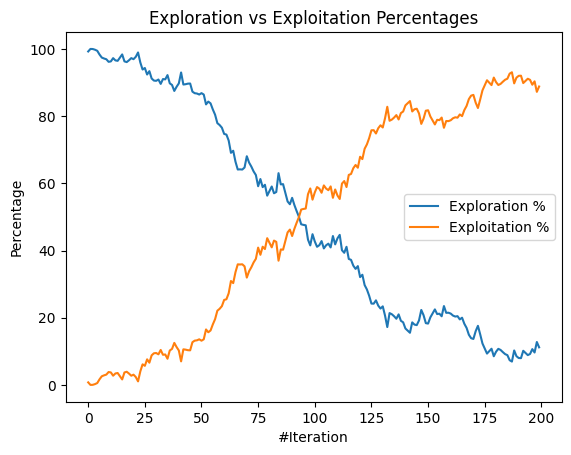 Exploration vs Exploitation Percentages
100
80
60
40
20
0
Percentage
Exploration %
Exploitation %
0 25 50 75 100 125 150 175 200
#Iteration